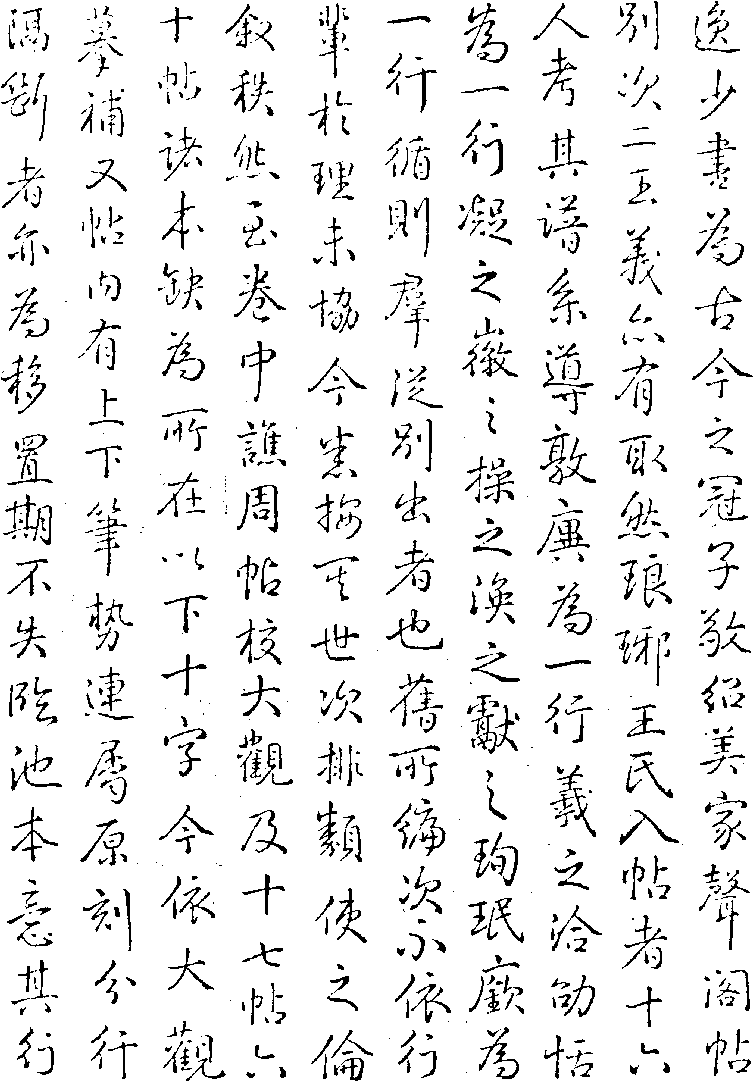 逸少書為古今之冠子敬紹美家聲閣帖
別次二王義亦有取然琅琊王氏入帖者十六
人考其譜系導敦廙為一行羲之洽劭恬
為一行凝之徽之操之渙之獻之珣珉廞為
一行循則羣從別出者也舊所編次不依行
輩於理未協今悉按其世次排類使之倫
敘秩然至卷中譙周帖校大觀及十七帖六
十帖諸本缺為所在以下十字今依大觀
摹補又帖內有上下筆勢連屬原刻分行
隔斷者亦為移置期不失臨池本意其行